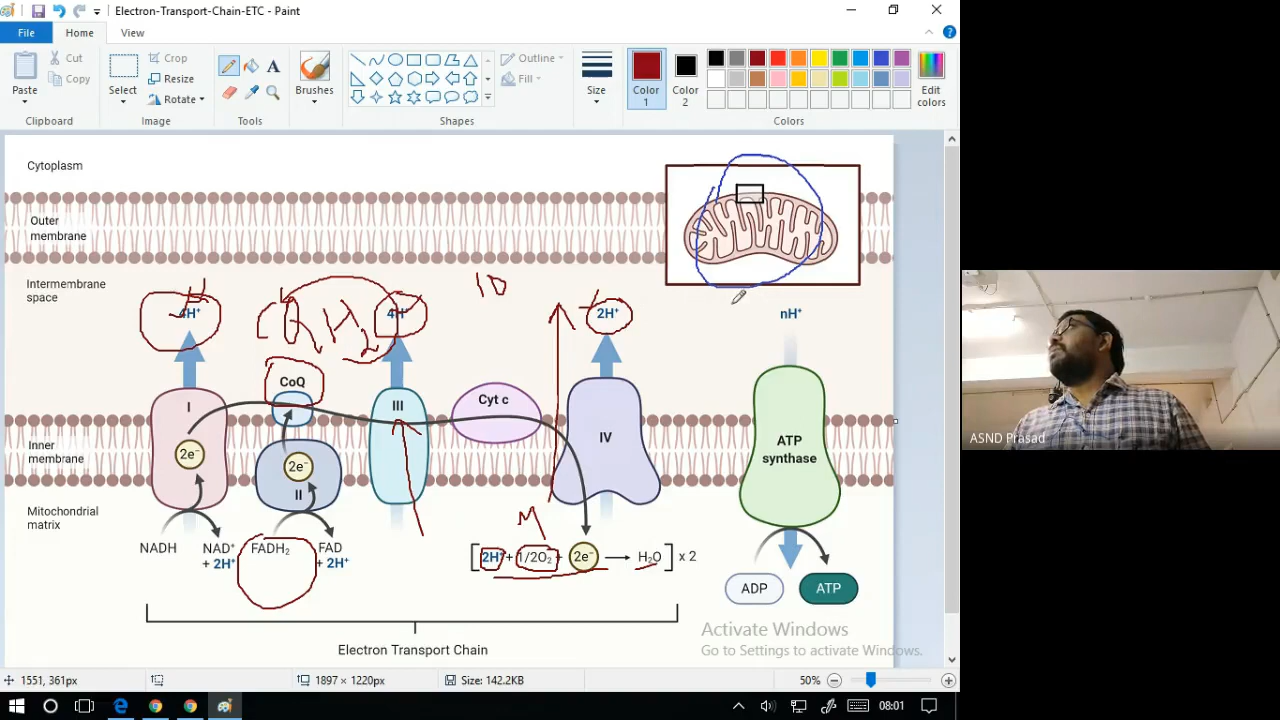 Electron-Transport-Chain-ETC - Paint
File Home View
Paste
Cut
Copy
Clipboard
Select
Crop
Resize
Rotate
Image
Tools
Brushes
Shapes
Outline
Fill
Size
Color 1
Color 2
Edit colors
Colors
Cytoplasm
Outer membrane
Intermembrane space
10
4H⁺
H
4H⁺
2H⁺
nH⁺
CoQ
I
III
Cyt c
IV
ATP synthase
2e⁻
2e⁻
II
Inner membrane
Mitochondrial matrix
M
NADH
NAD⁺ + 2H⁺
FADH₂
FAD + 2H⁺
[2H⁺ + 1/2O₂ + 2e⁻ → H₂O] x 2
ADP
ATP
Electron Transport Chain
Activate Windows
Go to Settings to activate Windows.
ASND Prasad
1551, 361px
1897 × 1220px
Size: 142.2KB
50%
08:01